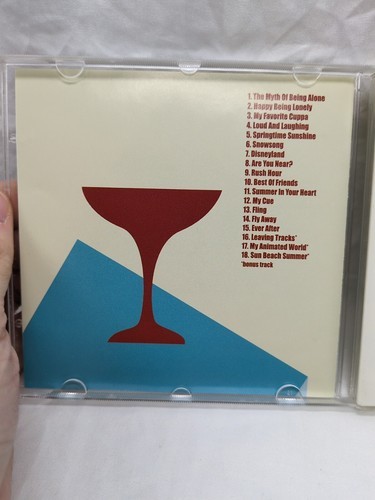 1. The Myth Of Being Alone
2. Happy Being Lonely
3. My Favorite Cuppa
4. Loud And Laughing
5. Springtime Sunshine
6. Snowsong
7. Disneyland
8. Are You Near?
9. Rush Hour
10. Best Of Friends
11. Summer In Your Heart
12. My Cue
13. Fling
14. Fly Away
15. Ever After
16. Leaving Tracks*
17. My Animated World*
18. Sun Beach Summer*
*bonus track